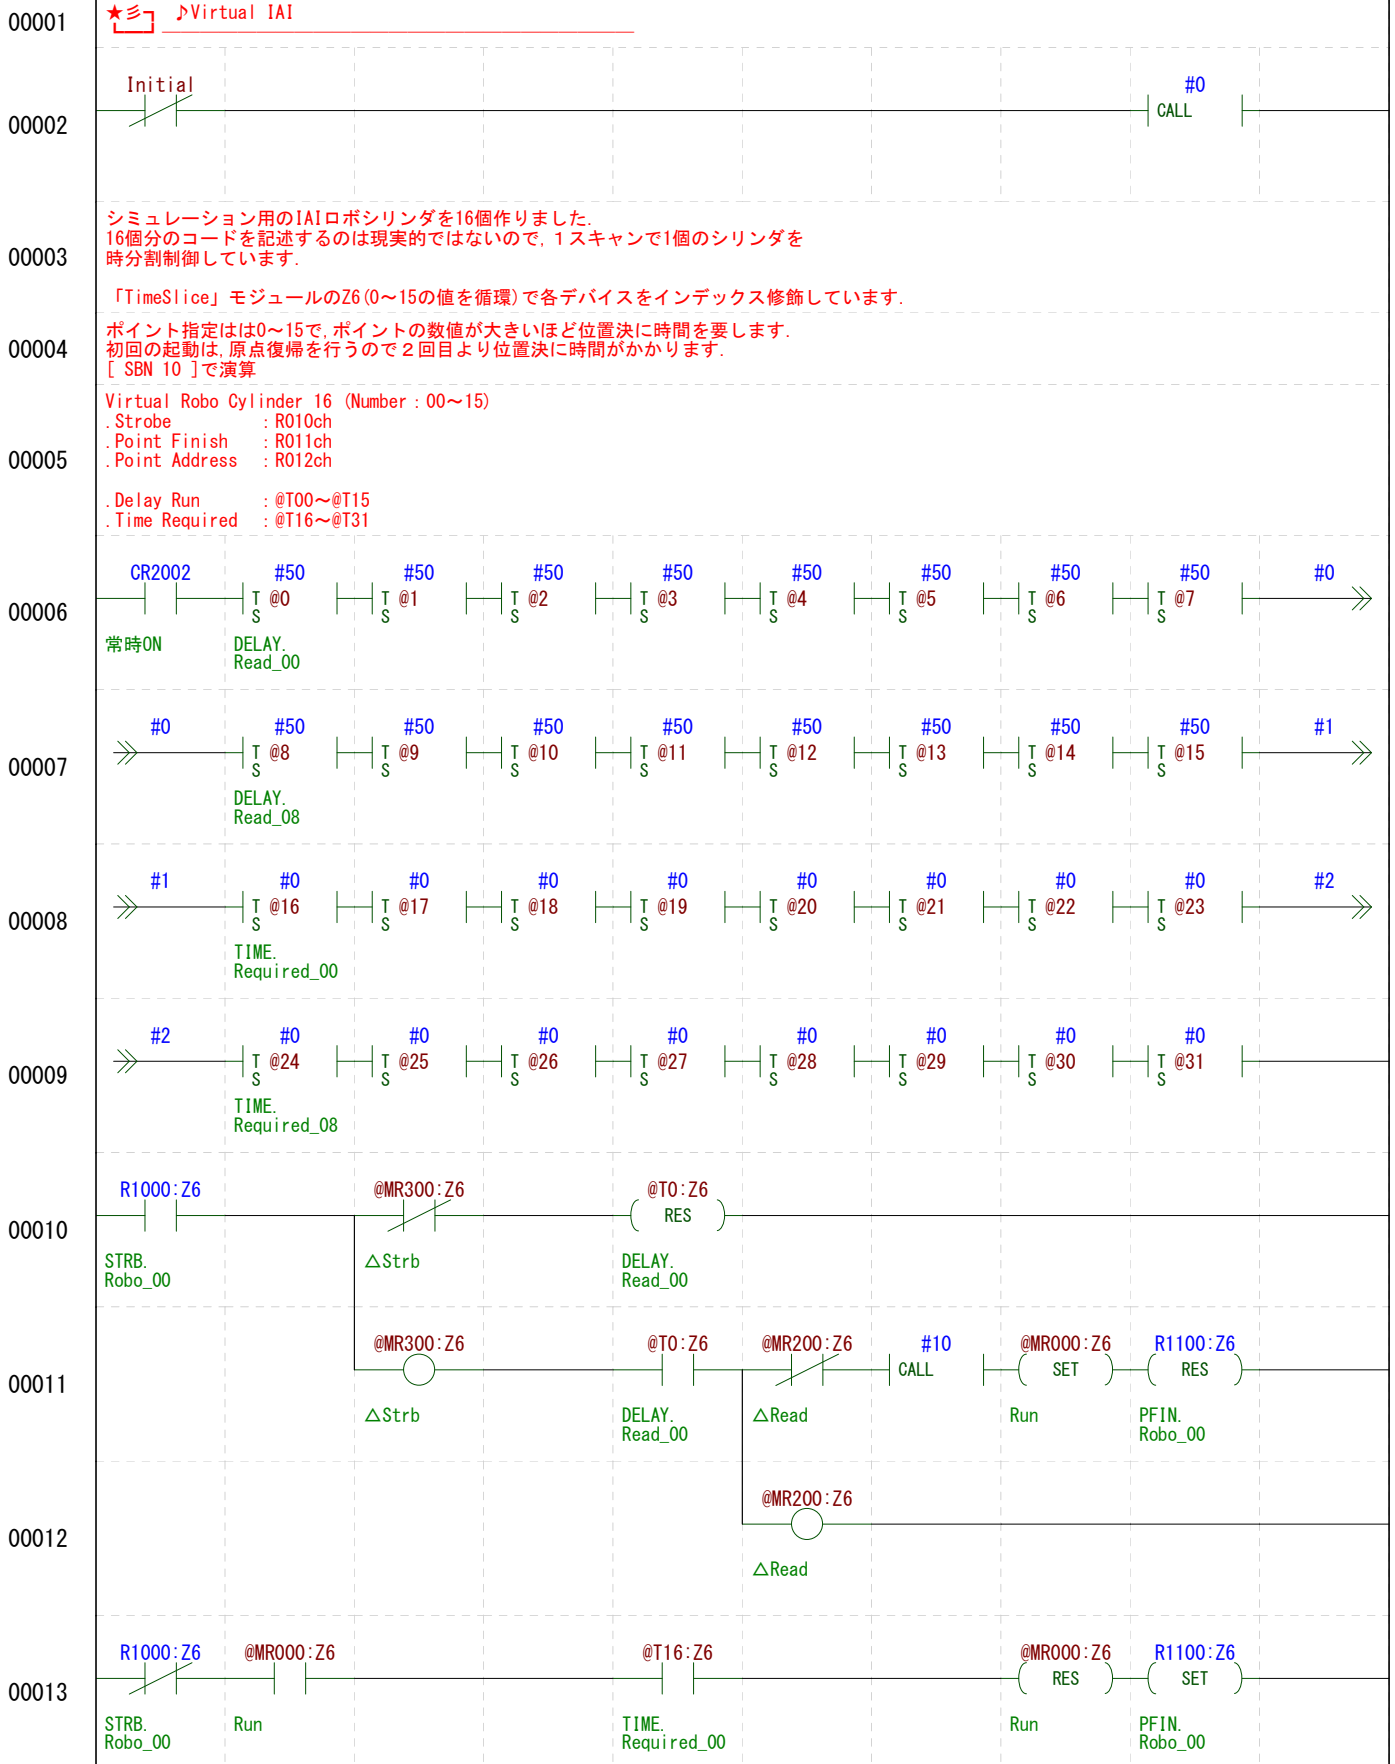 00001
★彡┓ ♪Virtual IAI
00002
Initial #0
CALL
00003
シミュレーション用のIAIロボシリンダを16個作りました.
16個分のコードを記述するのは現実的ではないので,１スキャンで1個のシリンダを
時分割制御しています.
「TimeSlice」モジュールのZ6(0～15の値を循環)で各デバイスをインデックス修飾しています.
00004
ポイント指定はは0～15で,ポイントの数値が大きいほど位置決に時間を要します.
初回の起動は,原点復帰を行うので２回目より位置決に時間がかかります.
[ SBN 10 ]で演算
00005
Virtual Robo Cylinder 16 (Number : 00～15)
.Strobe : R010ch
.Point Finish : R011ch
.Point Address : R012ch
.Delay Run : @T00～@T15
.Time Required : @T16～@T31
00006
CR2002 #50 #50 #50 #50 #50 #50 #50 #50 #0
T @0 T @1 T @2 T @3 T @4 T @5 T @6 T @7
S S S S S S S S
常時ON DELAY.
Read_00
00007
#0 #50 #50 #50 #50 #50 #50 #50 #50 #1
T @8 T @9 T @10 T @11 T @12 T @13 T @14 T @15
S S S S S S S S
DELAY.
Read_08
00008
#1 #0 #0 #0 #0 #0 #0 #0 #0 #2
T @16 T @17 T @18 T @19 T @20 T @21 T @22 T @23
S S S S S S S S
TIME.
Required_00
00009
#2 #0 #0 #0 #0 #0 #0 #0 #0
T @24 T @25 T @26 T @27 T @28 T @29 T @30 T @31
S S S S S S S S
TIME.
Required_08
00010
R1000:Z6 @MR300:Z6 @T0:Z6
RES
STRB. △Strb DELAY.
Robo_00 Read_00
00011
@MR300:Z6 @T0:Z6 @MR200:Z6 #10 @MR000:Z6 R1100:Z6
CALL SET RES
△Strb DELAY. △Read Run PFIN.
Read_00 Robo_00
00012
@MR200:Z6
△Read
00013
R1000:Z6 @MR000:Z6 @T16:Z6 @MR000:Z6 R1100:Z6
RES SET
STRB. Run TIME. Run PFIN.
Robo_00 Required_00 Robo_00